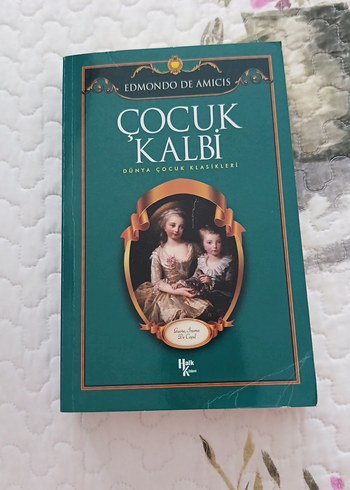 EDMONDO DE AMICIS
ÇOCUK
KALBİ
DÜNYA ÇOCUK KLASİKLERİ
Halk